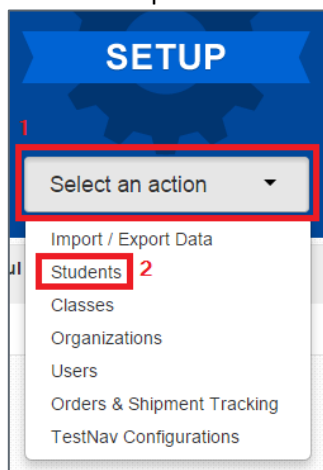 SETUP
1
Select an action
Import / Export Data
Students 2
Classes
Organizations
Users
Orders & Shipment Tracking
TestNav Configurations